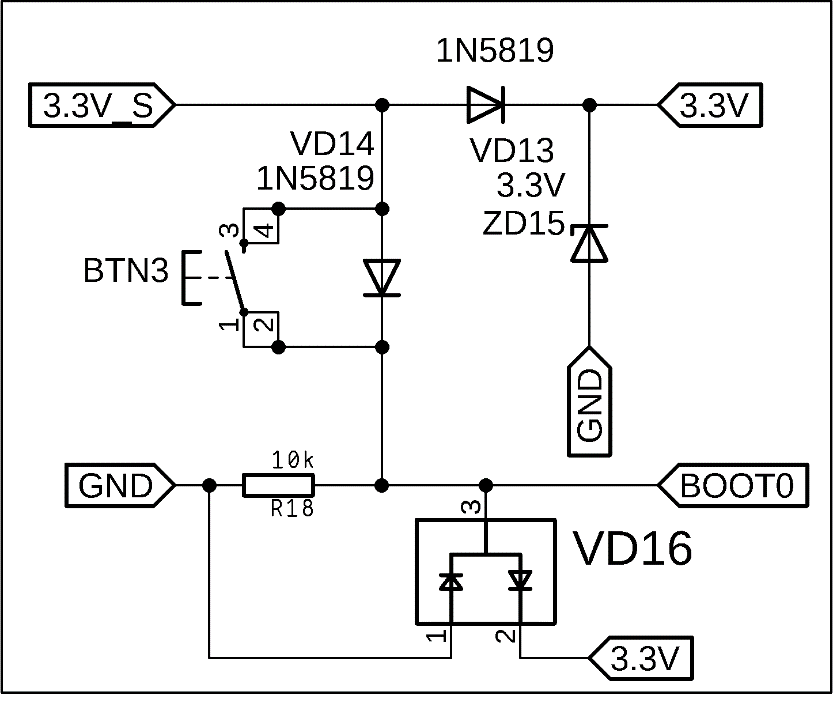 1N5819
3.3V_S
3.3V
VD14
1N5819
VD13
3.3V
ZD15
3
4
BTN3
1
2
GND
10k
GND
R18
BOOT0
3
VD16
1
2
3.3V